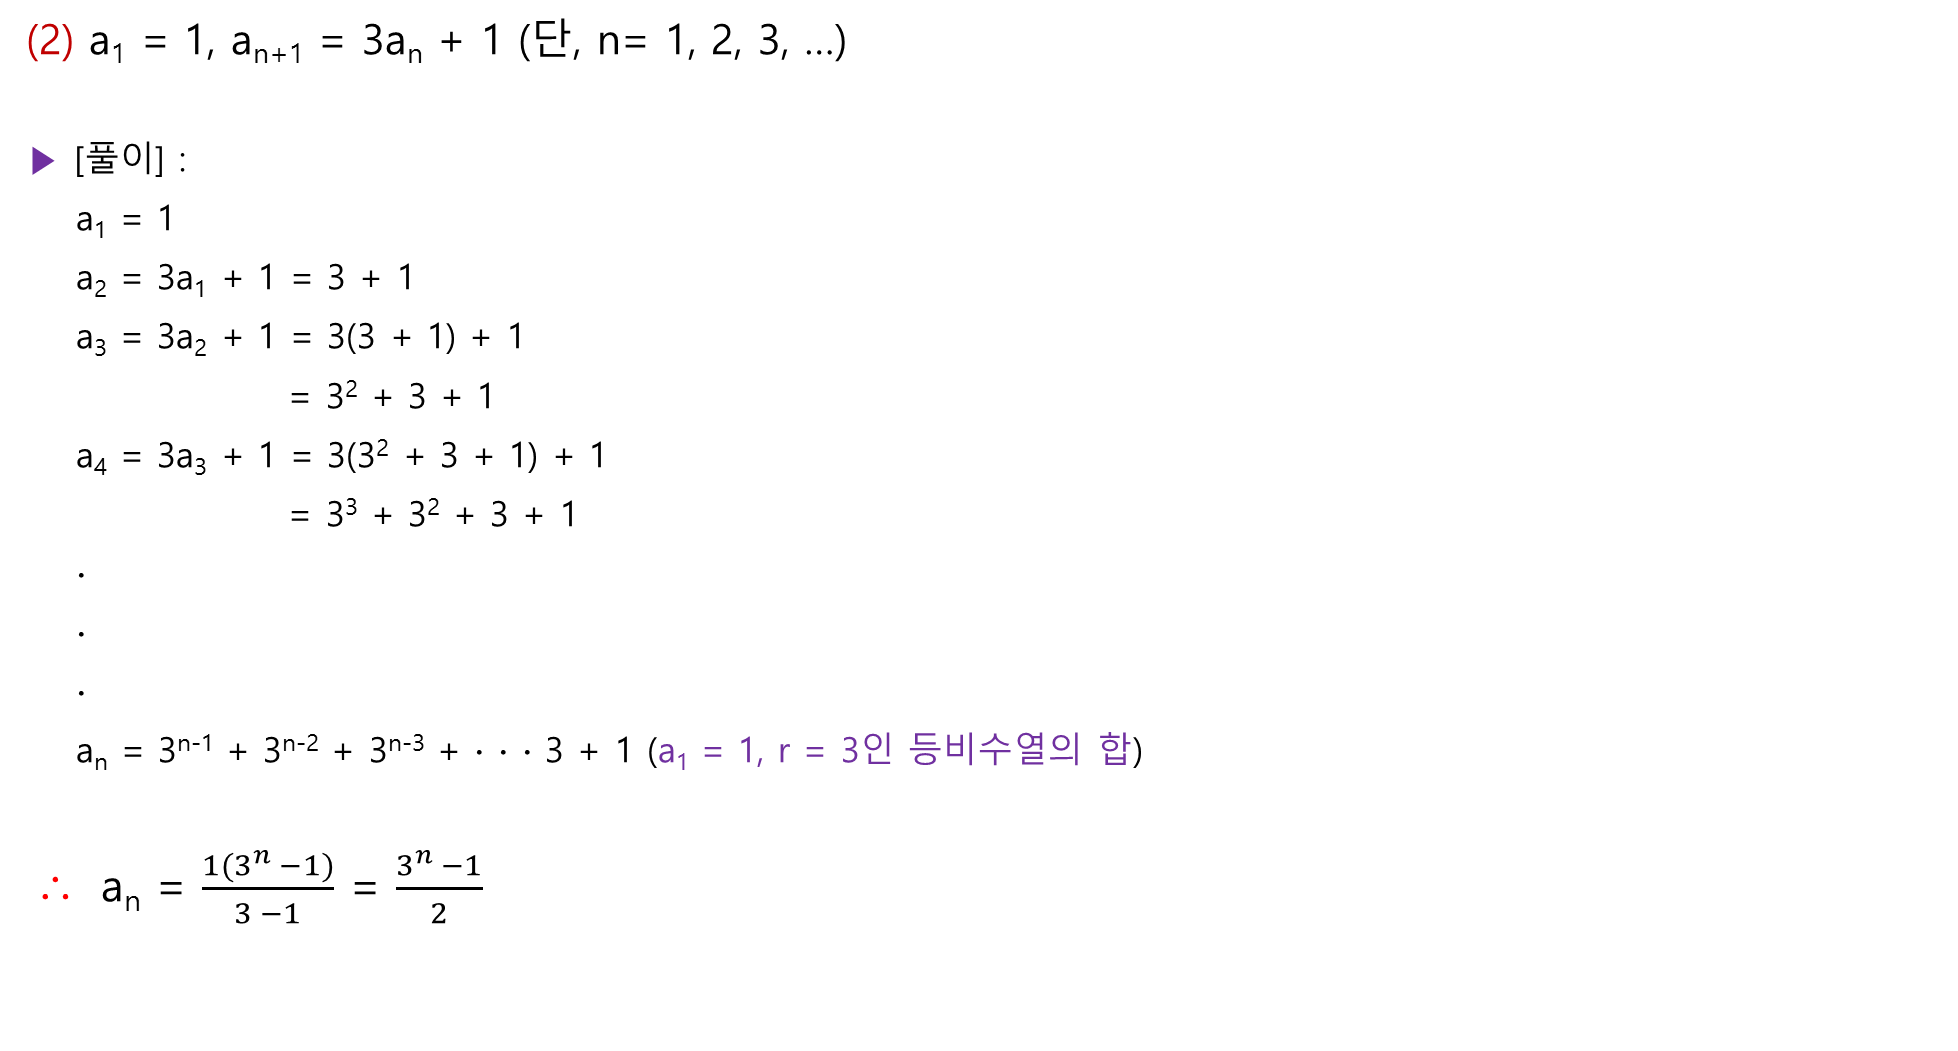 (2) a₁ = 1, aₙ₊₁ = 3aₙ + 1 (단, n= 1, 2, 3, …)
▶ [풀이] :
a₁ = 1
a₂ = 3a₁ + 1 = 3 + 1
a₃ = 3a₂ + 1 = 3(3 + 1) + 1
= 3² + 3 + 1
a₄ = 3a₃ + 1 = 3(3² + 3 + 1) + 1
= 3³ + 3² + 3 + 1
.
.
.
aₙ = 3ⁿ⁻¹ + 3ⁿ⁻² + 3ⁿ⁻³ + · · · 3 + 1 (a₁ = 1, r = 3인 등비수열의 합)
∴ aₙ = 1(3ⁿ −1)/3 −1 = 3ⁿ −1/2